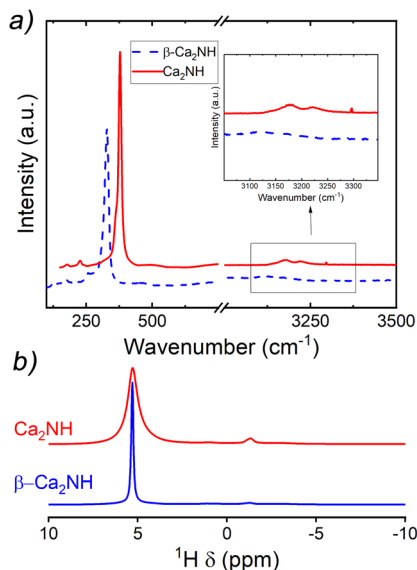 a)
β-Ca₂NH
Ca₂NH
Intensity (a.u.)
Intensity (a.u.)
3100 3150 3200 3250 3300
Wavenumber (cm⁻¹)
250 500 3250 3500
Wavenumber (cm⁻¹)
b)
Ca₂NH
β−Ca₂NH
10 5 0 -5 -10
¹H δ (ppm)